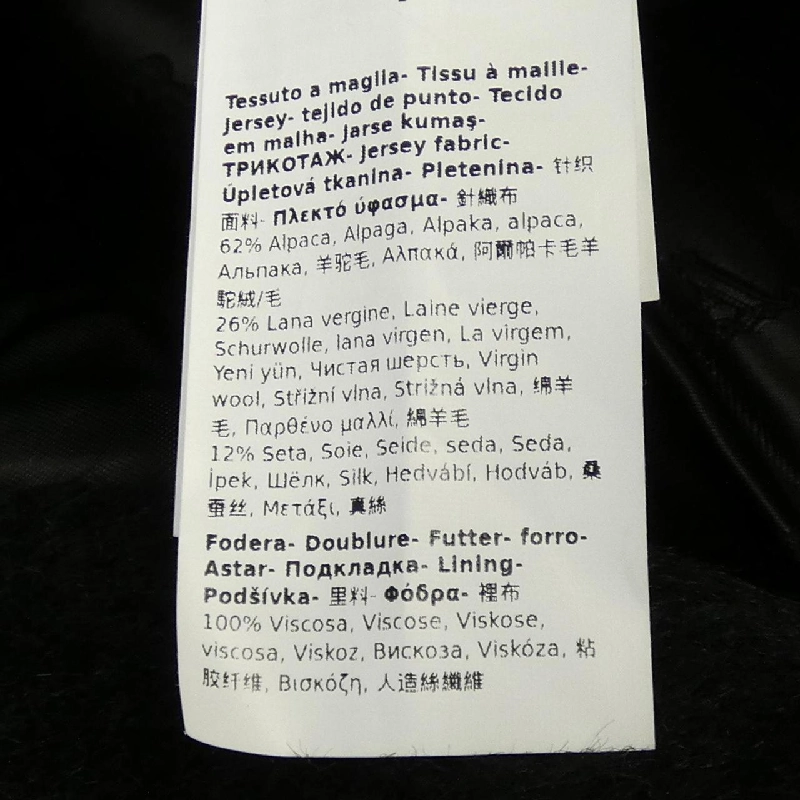 Tessuto a maglia- Tissu à maille-
Jersey- tejido de punto- Tecido
em malha- Jarse kumaş-
ТРИКОТАЖ- Jersey fabric-
Úpletová tkanina- Pletenina- 针织
面料- Πλεκτό ύφασμα- 針織布
62% Alpaca, Alpaga, Alpaka, alpaca,
Альпака, 羊驼毛, Αλπακά, 阿爾帕卡毛羊
駝絨/毛
26% Lana vergine, Laine vierge,
Schurwolle, lana virgen, La virgem,
Yeni yün, Чистая шерсть, Virgin
wool, Střižní vlna, Strižná vlna, 绵羊
毛, Παρθένο μαλλί, 綿羊毛
12% Seta, Soie, Seide, seda, Seda,
İpek, Шёлк, Silk, Hedvábí, Hodváb, 桑
蚕丝, Μετάξι, 真絲
Fodera- Doublure- Futter- forro-
Astar- Подкладка- Lining-
Podšívka- 里料- Φόδρα- 裡布
100% Viscosa, Viscose, Viskose,
viscosa, Viskoz, Вискоза, Viskóza, 粘
胶纤维, Βισκόζη, 人造絲纖維